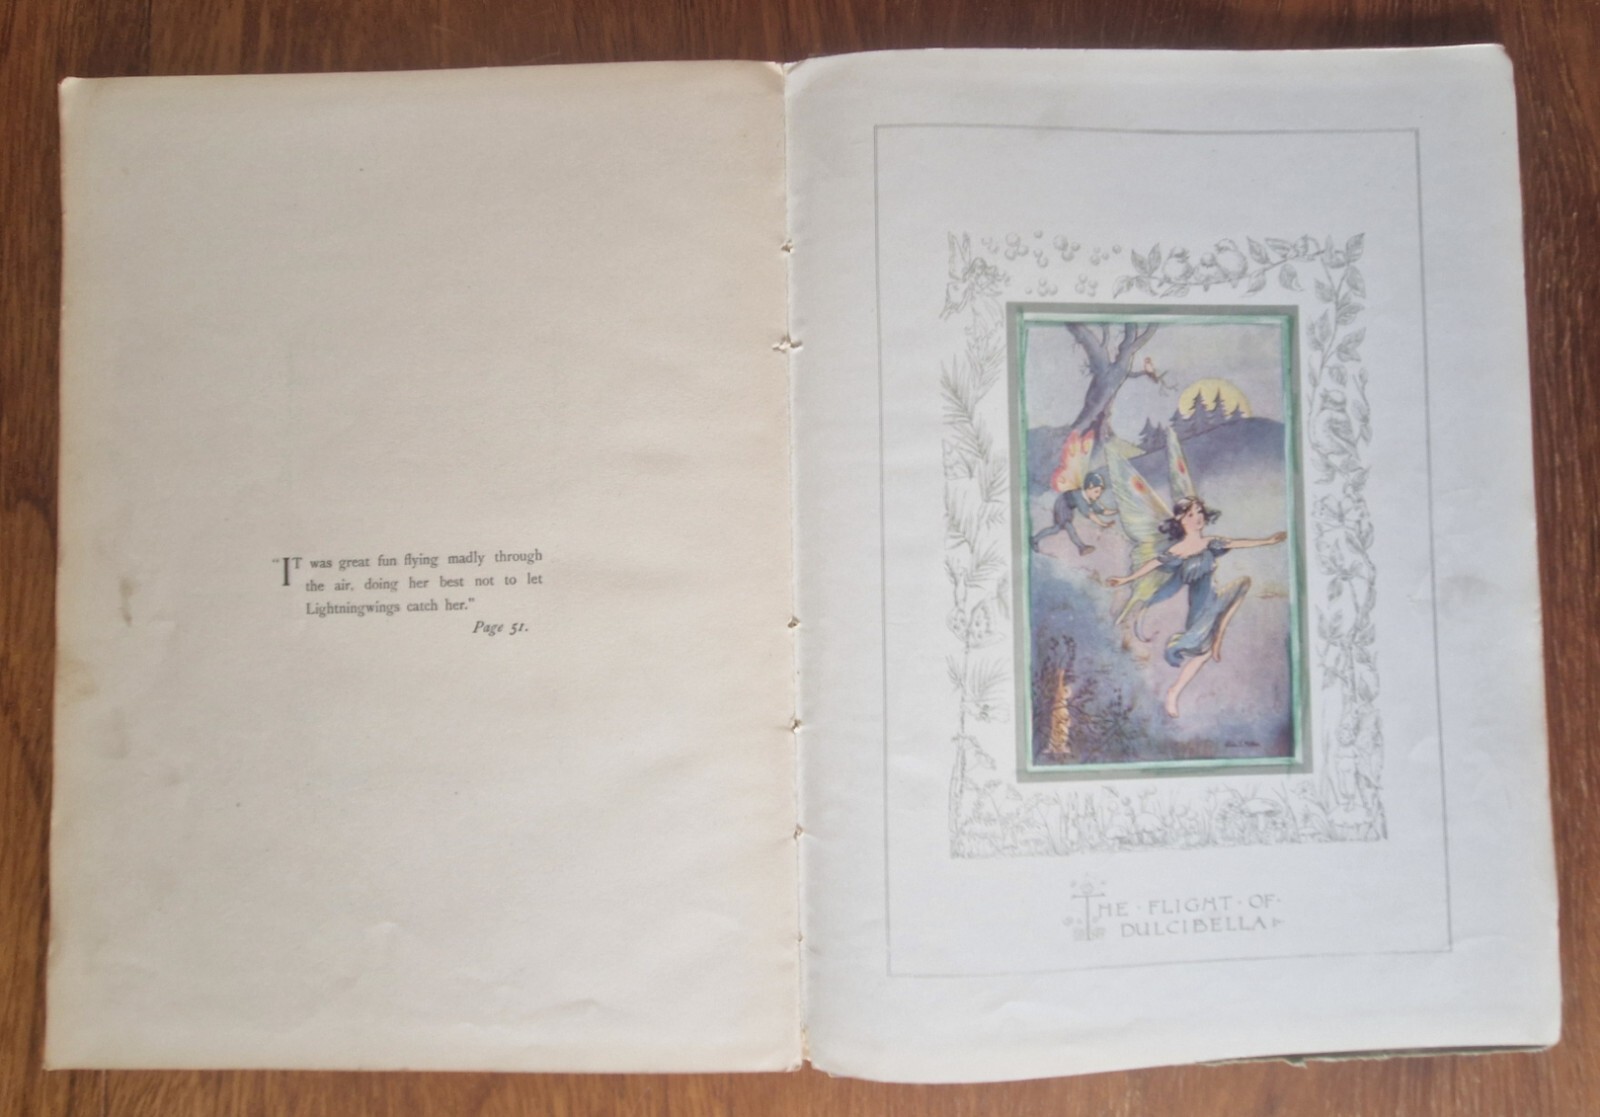 “IT was great fun flying madly through
the air, doing her best not to let
Lightningwings catch her.”
Page 51.
THE · FLIGHT · OF ·
DULCIBELLA